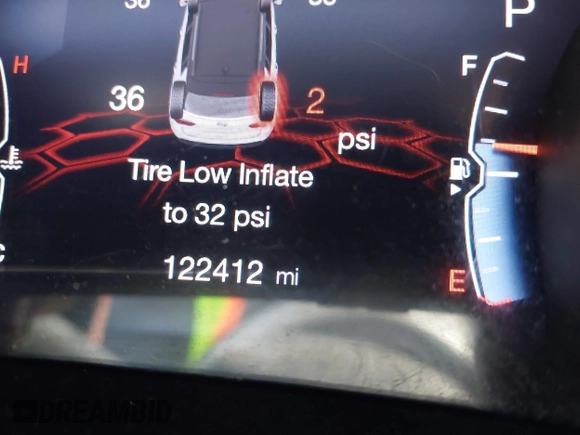 P
H
F
36 2
psi
Tire Low Inflate
to 32 psi
122412 mi
C
E
DREAMBID